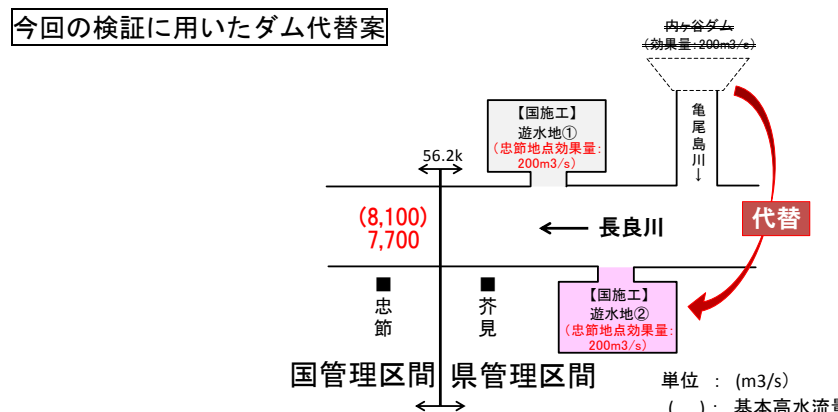 今回の検証に用いたダム代替案
内ヶ谷ダム
(効果量:200m3/s)
【国施工】
遊水地①
(忠節地点効果量:
200m3/s)
亀尾島川→
56.2k
(8,100)
7,700
← 長良川
代替
■
忠節
■
芥見
【国施工】
遊水地②
(忠節地点効果量:
200m3/s)
国管理区間 県管理区間
単位 : (m3/s)
( ) : 基本高水流量